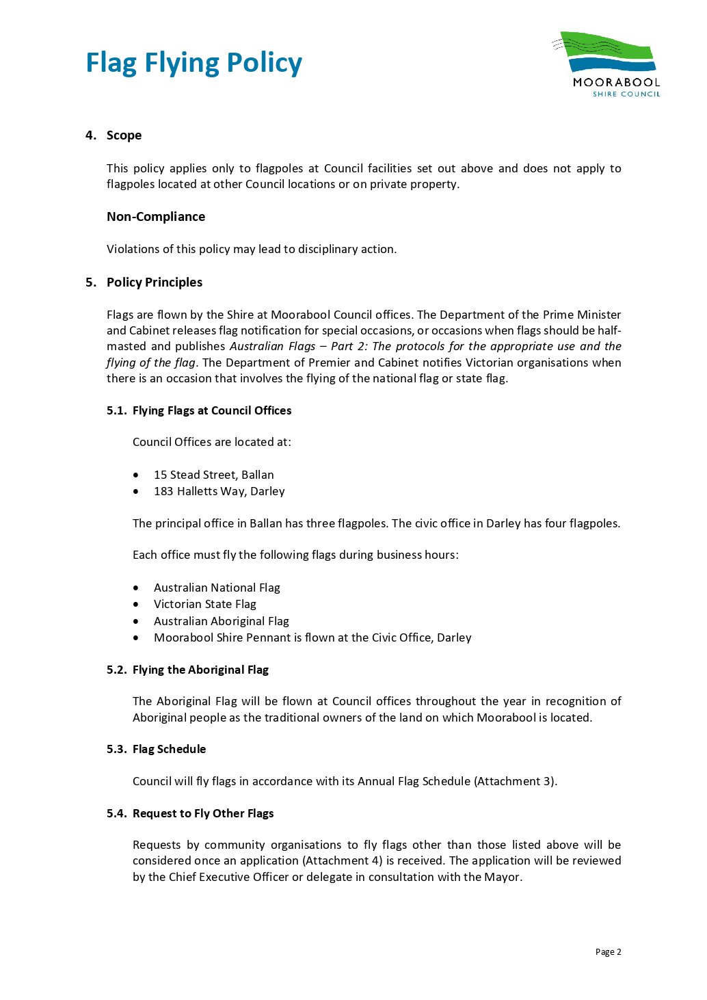 Flag Flying Policy
MOORABOOL
SHIRE COUNCIL
4. Scope
This policy applies only to flagpoles at Council facilities set out above and does not apply to
flagpoles located at other Council locations or on private property.
Non-Compliance
Violations of this policy may lead to disciplinary action.
5. Policy Principles
Flags are flown by the Shire at Moorabool Council offices. The Department of the Prime Minister
and Cabinet releases flag notification for special occasions, or occasions when flags should be half-
masted and publishes Australian Flags – Part 2: The protocols for the appropriate use and the
flying of the flag. The Department of Premier and Cabinet notifies Victorian organisations when
there is an occasion that involves the flying of the national flag or state flag.
5.1. Flying Flags at Council Offices
Council Offices are located at:
• 15 Stead Street, Ballan
• 183 Halletts Way, Darley
The principal office in Ballan has three flagpoles. The civic office in Darley has four flagpoles.
Each office must fly the following flags during business hours:
• Australian National Flag
• Victorian State Flag
• Australian Aboriginal Flag
• Moorabool Shire Pennant is flown at the Civic Office, Darley
5.2. Flying the Aboriginal Flag
The Aboriginal Flag will be flown at Council offices throughout the year in recognition of
Aboriginal people as the traditional owners of the land on which Moorabool is located.
5.3. Flag Schedule
Council will fly flags in accordance with its Annual Flag Schedule (Attachment 3).
5.4. Request to Fly Other Flags
Requests by community organisations to fly flags other than those listed above will be
considered once an application (Attachment 4) is received. The application will be reviewed
by the Chief Executive Officer or delegate in consultation with the Mayor.
Page 2